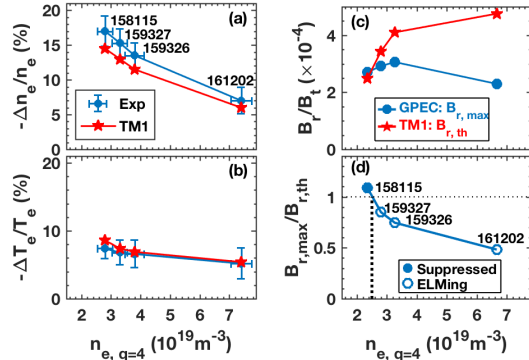 (a)
158115
159327
159326
161202
Exp
TM1
-Δn_e/n_e (%)
20
15
10
5
0
(b)
-ΔT_e/T_e (%)
20
10
0
2 3 4 5 6 7
n_e, q=4 (10^19 m^-3)
(c)
B_r/B_t (×10^-4)
4
2
0
GPEC: B_r, max
TM1: B_r, th
(d)
158115
159327
159326
161202
Suppressed
ELMing
B_r,max/B_r,th
1
0.5
0
2 3 4 5 6 7
n_e, q=4 (10^19 m^-3)